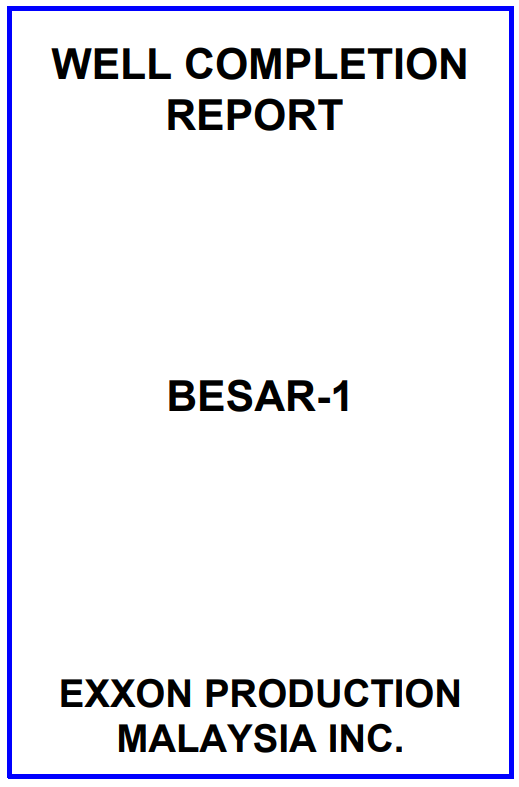 WELL COMPLETION
REPORT
BESAR-1
EXXON PRODUCTION
MALAYSIA INC.